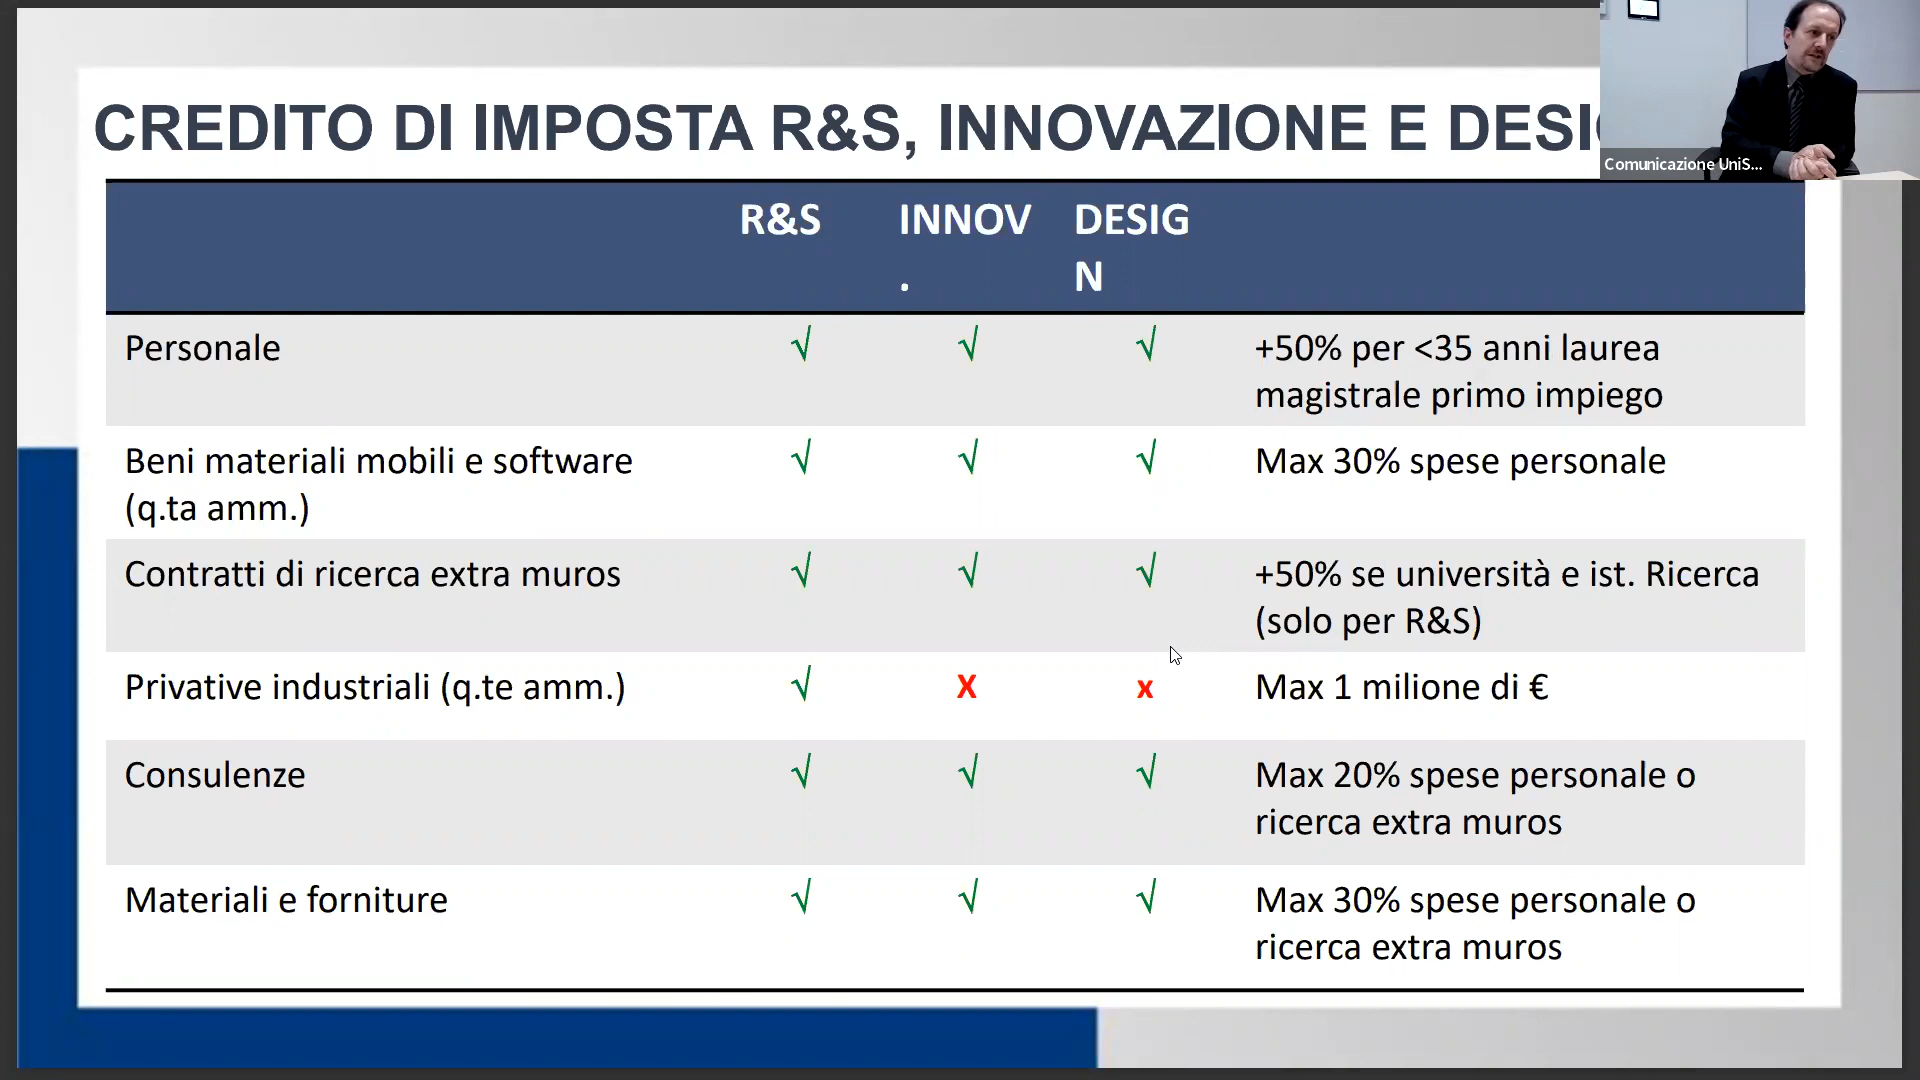 CREDITO DI IMPOSTA R&S, INNOVAZIONE E
Comunicazione UniS...
R&S INNOV DESIG
. N
Personale √ √ √ +50% per <35 anni laurea
magistrale primo impiego
Beni materiali mobili e software √ √ √ Max 30% spese personale
(q.ta amm.)
Contratti di ricerca extra muros √ √ √ +50% se università e ist. Ricerca
(solo per R&S)
Privative industriali (q.te amm.) √ X x Max 1 milione di €
Consulenze √ √ √ Max 20% spese personale o
ricerca extra muros
Materiali e forniture √ √ √ Max 30% spese personale o
ricerca extra muros